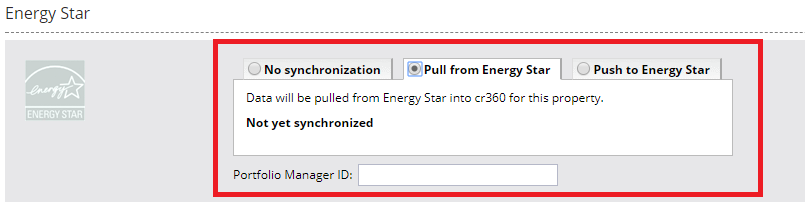 Energy Star
No synchronization Pull from Energy Star Push to Energy Star
Data will be pulled from Energy Star into cr360 for this property.
energy
ENERGY STAR
Not yet synchronized
Portfolio Manager ID: